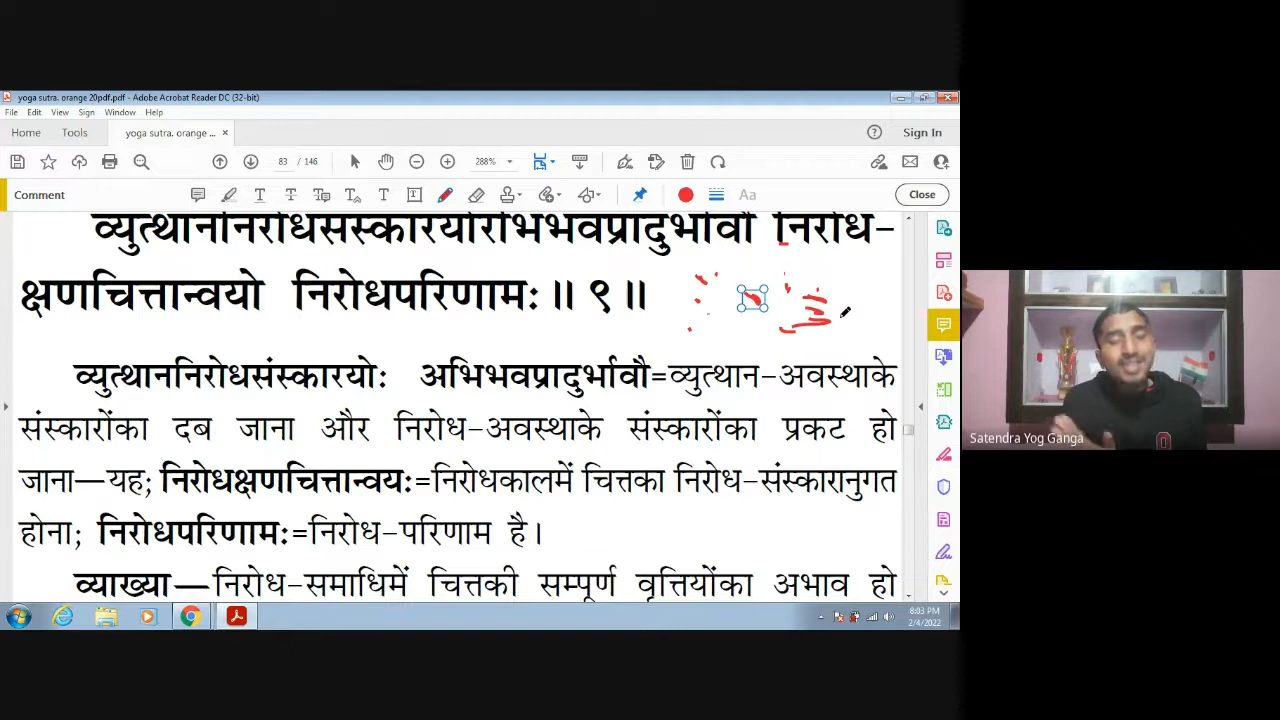 yoga sutra. orange 20pdf.pdf - Adobe Acrobat Reader DC (32-bit)
File Edit View Sign Window Help
Home Tools yoga sutra. orange ... × Sign In
83 / 146 288%
Comment Aa Close
व्युत्थाननिरोधसंस्कारयोरभिभवप्रादुर्भावौ निरोध-
क्षणचित्तान्वयो निरोधपरिणामः ॥ ९ ॥
व्युत्थाननिरोधसंस्कारयोः अभिभवप्रादुर्भावौ=व्युत्थान-अवस्थाके
संस्कारोंका दब जाना और निरोध-अवस्थाके संस्कारोंका प्रकट हो
जाना—यह; निरोधक्षणचित्तान्वयः=निरोधकालमें चित्तका निरोध-संस्कारानुगत
होना; निरोधपरिणामः=निरोध-परिणाम है।
व्याख्या—निरोध-समाधिमें चित्तकी सम्पूर्ण वृत्तियोंका अभाव हो
Satendra Yog Ganga
8:03 PM
2/4/2022